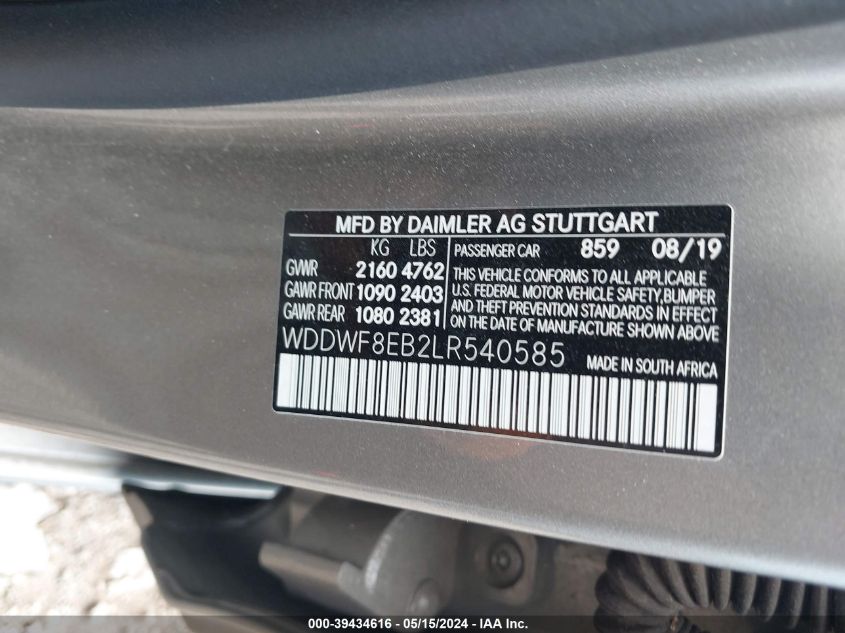 MFD BY DAIMLER AG STUTTGART
KG LBS
GVWR 2160 4762
GAWR FRONT 1090 2403
GAWR REAR 1080 2381
PASSENGER CAR 859 08/19
THIS VEHICLE CONFORMS TO ALL APPLICABLE
U.S. FEDERAL MOTOR VEHICLE SAFETY,BUMPER
AND THEFT PREVENTION STANDARDS IN EFFECT
ON DATE OF MANUFACTURE SHOWN ABOVE
WDDWF8EB2LR540585
MADE IN SOUTH AFRICA
000-39434616 - 05/15/2024 - IAAI Inc.